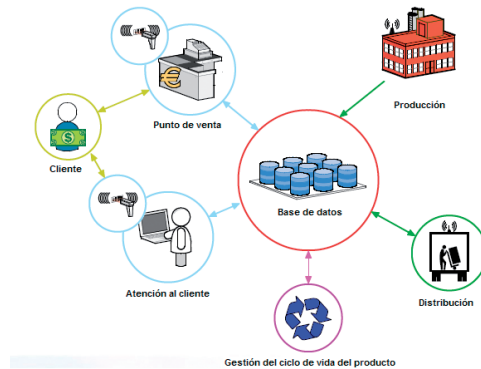 Producción
Punto de venta
€
$
Cliente
Base de datos
Atención al cliente
Distribución
Gestión del ciclo de vida del producto